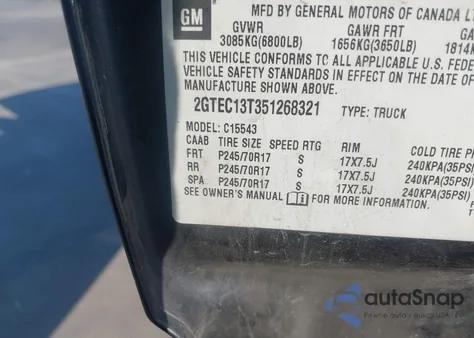 GM
MFD BY GENERAL MOTORS OF CANADA LT
GVWR GAWR FRT GA
3085KG(6800LB) 1656KG(3650LB) 1814K
THIS VEHICLE CONFORMS TO ALL APPLICABLE U.S. FEDE
SAFETY STANDARDS IN EFFECT ON THE DATE O
MANUFACTURE SHOWN ABOVE.
2GTEC13T351268321 TYPE: TRUCK
MODEL: C15543
CAAB TIRE SIZE SPEED RTG RIM COLD TIRE P
FRT P245/70R17 S 17X7.5J 240KPA(35PSI)
RR P245/70R17 S 17X7.5J 240KPA(35PSI)
SPA P245/70R17 S 17X7.5J 240KPA(35PSI)
SEE OWNER'S MANUAL FOR MORE INFORMATION.
autoSnap